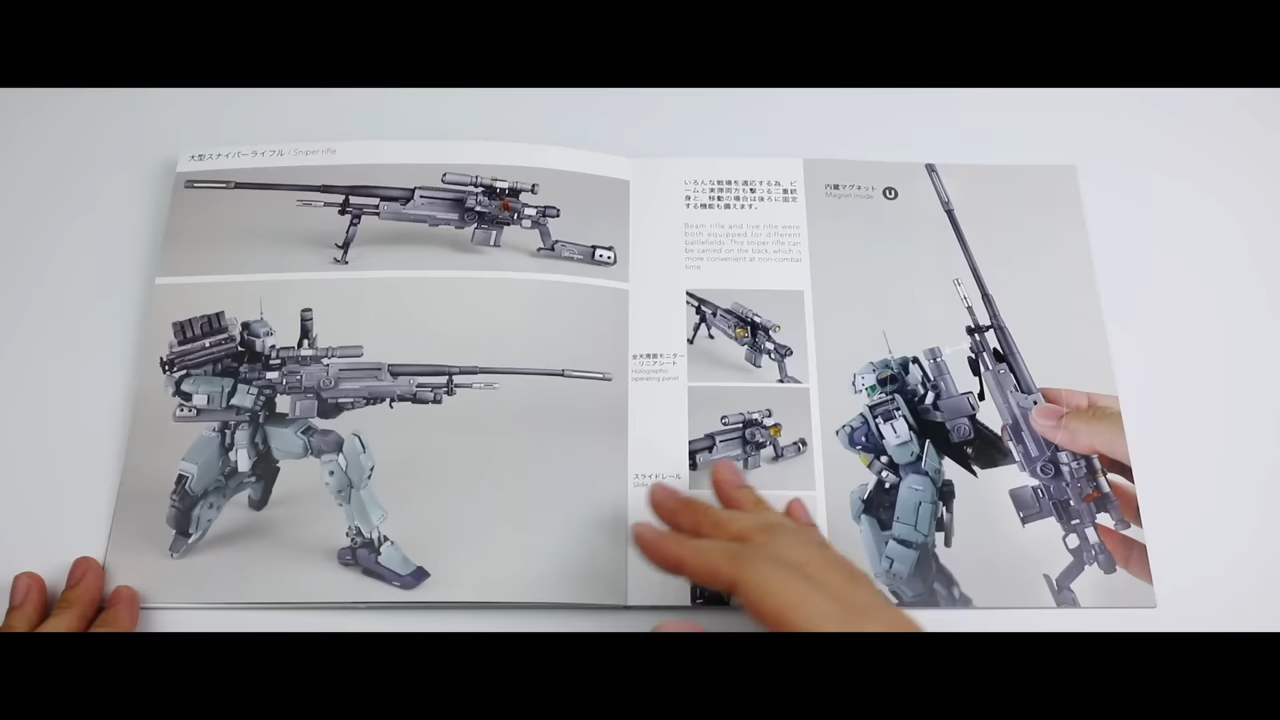 大型スナイパーライフル / Sniper rifle
いろんな戦場を適応する為、ビ
ームと実弾両方も撃つる二重銃
身と、移動の場合は後ろに固定
する機能も備えます。
Beam rifle and live rifle were
both equipped for different
battlefields. This sniper rifle can
be carried on the back, which is
more convenient at non-combat
time.
全天周囲モニター
・リニアシート
Holographic
operating panel
スライドレール
内蔵マグネット
Magnet inside
U